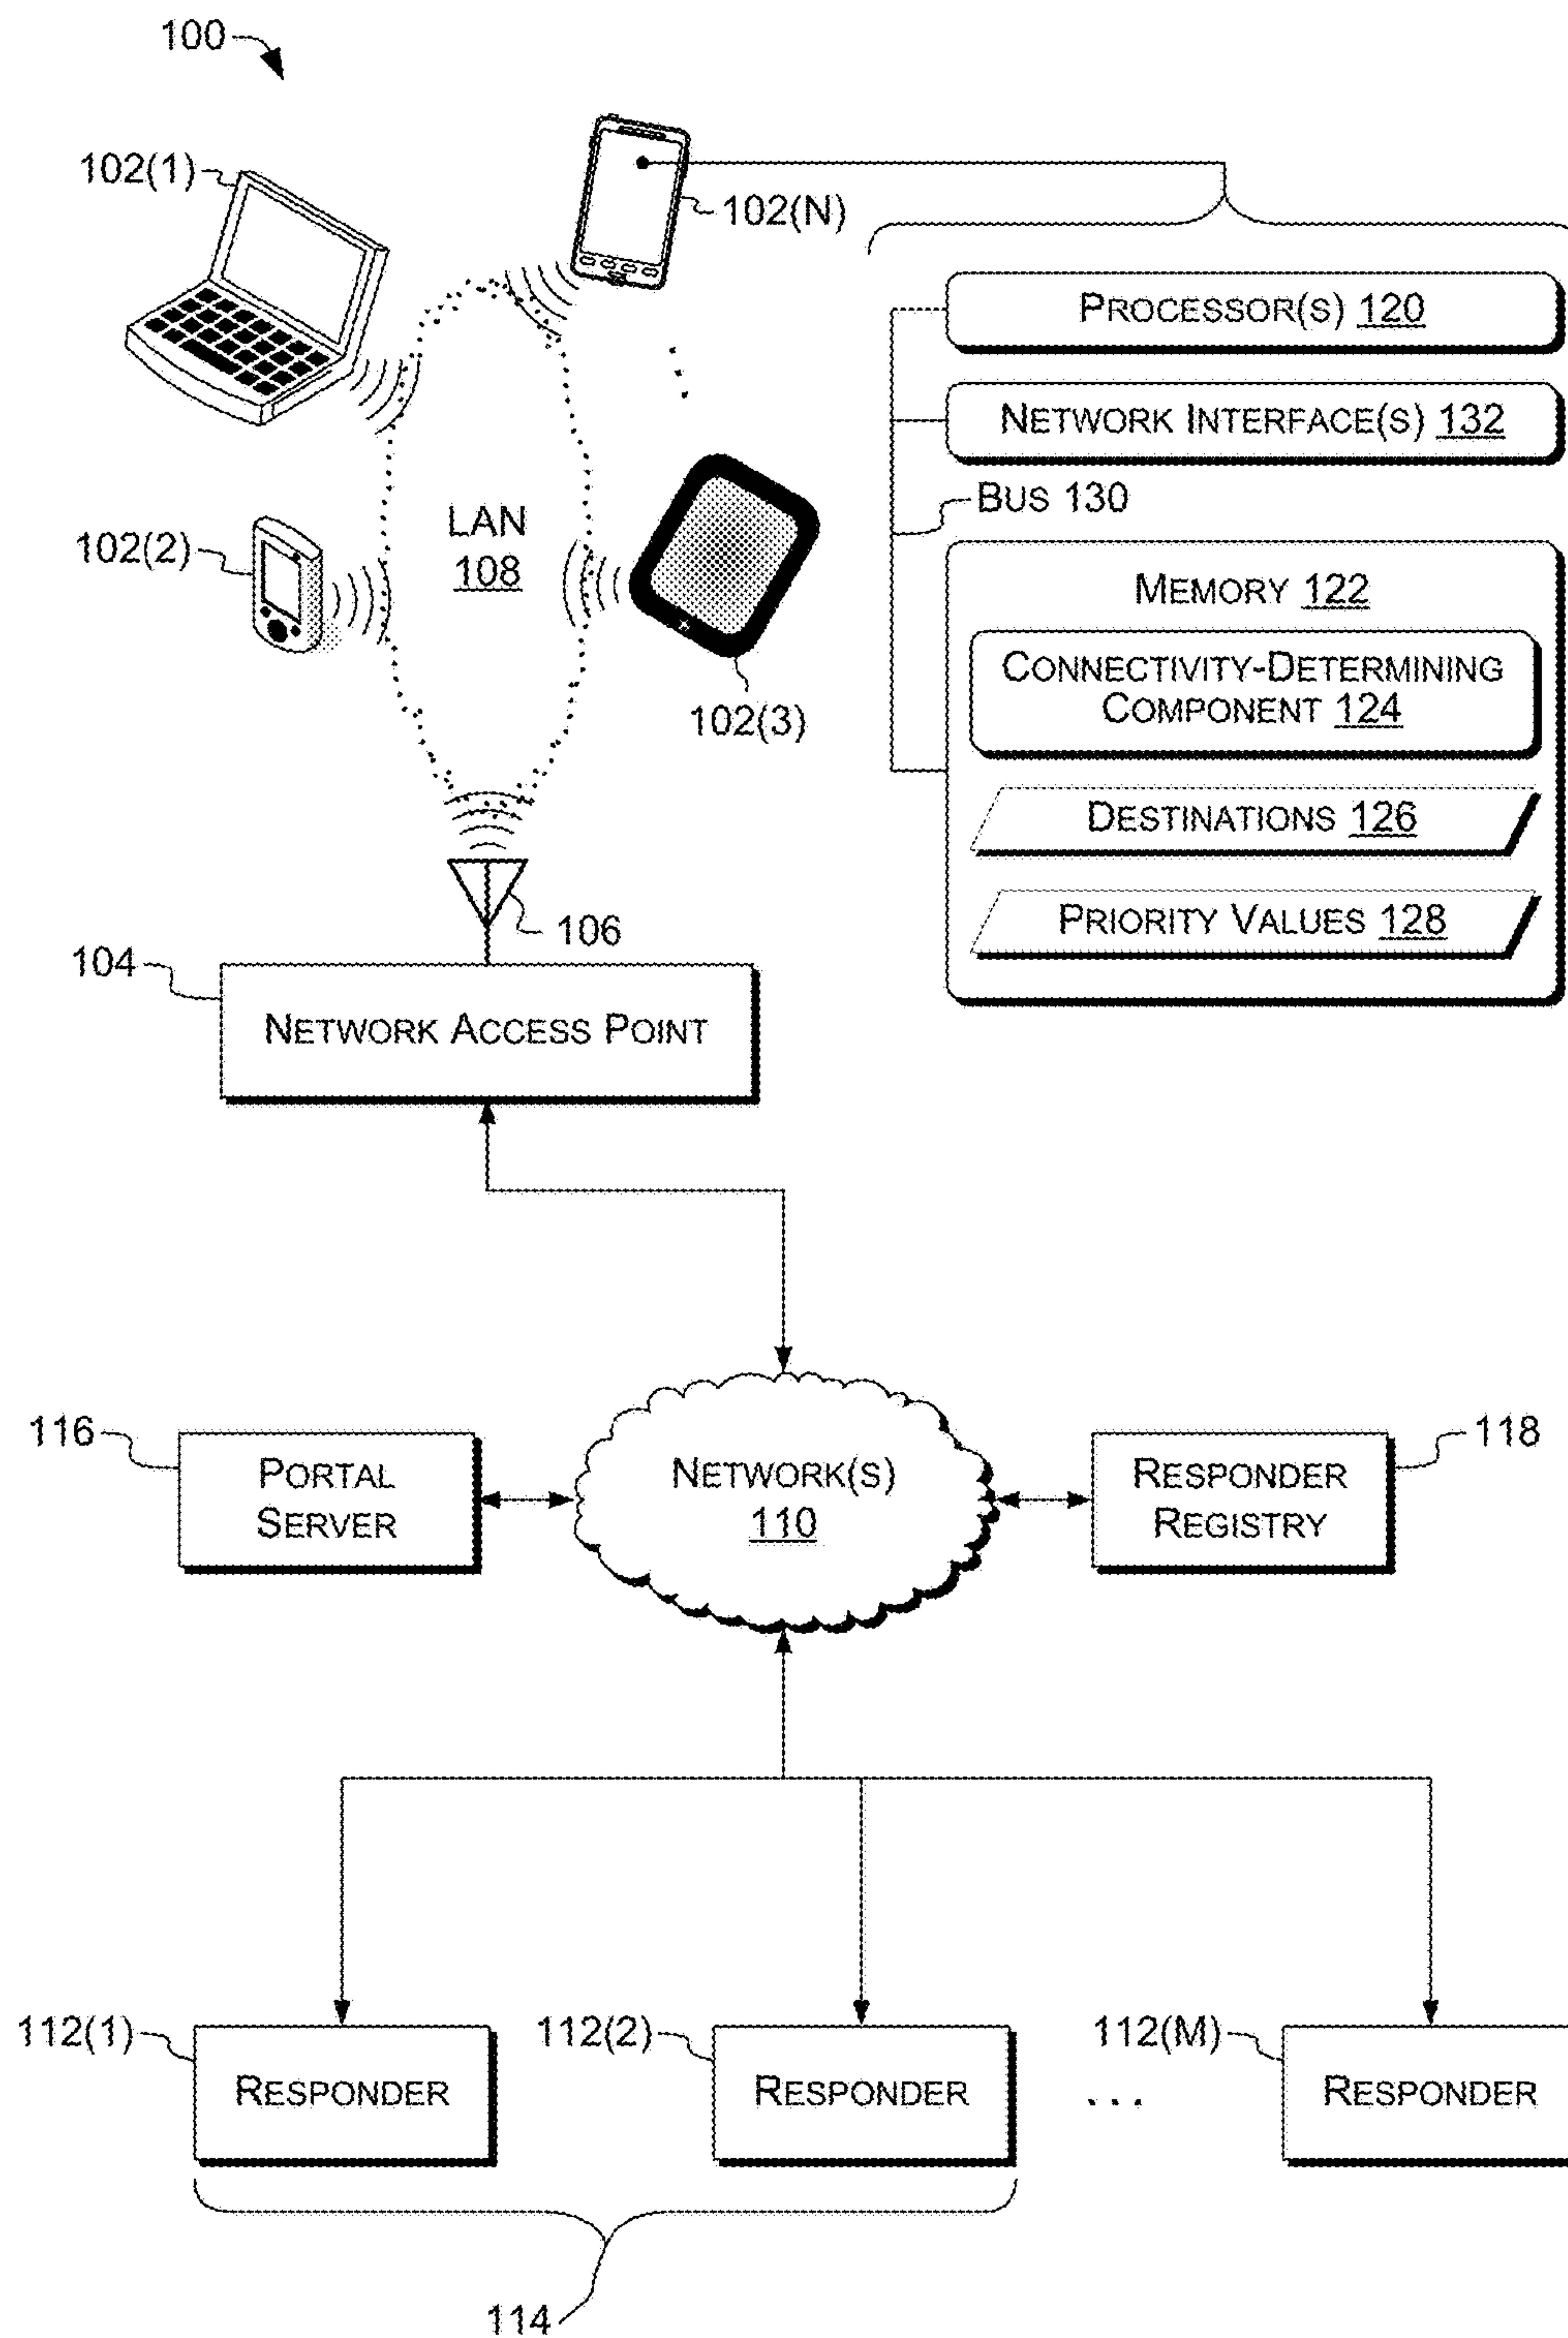 100
102(1)
102(N)
PROCESSOR(S) 120
NETWORK INTERFACE(S) 132
BUS 130
LAN
108
102(2)
MEMORY 122
CONNECTIVITY-DETERMINING
COMPONENT 124
102(3)
DESTINATIONS 126
PRIORITY VALUES 128
106
104
NETWORK ACCESS POINT
116
PORTAL
SERVER
NETWORK(S)
110
118
RESPONDER
REGISTRY
112(1)
RESPONDER
112(2)
RESPONDER
...
112(M)
RESPONDER
114